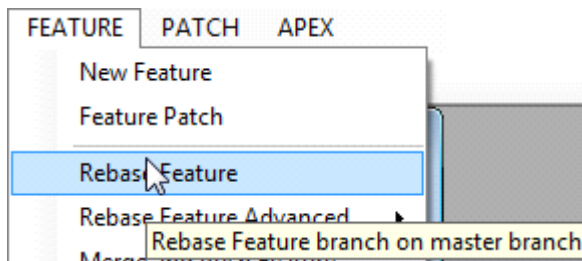 FEATURE PATCH APEX
New Feature
Feature Patch
Rebase Feature
Rebase Feature Advanced
Rebase Feature branch on master branch